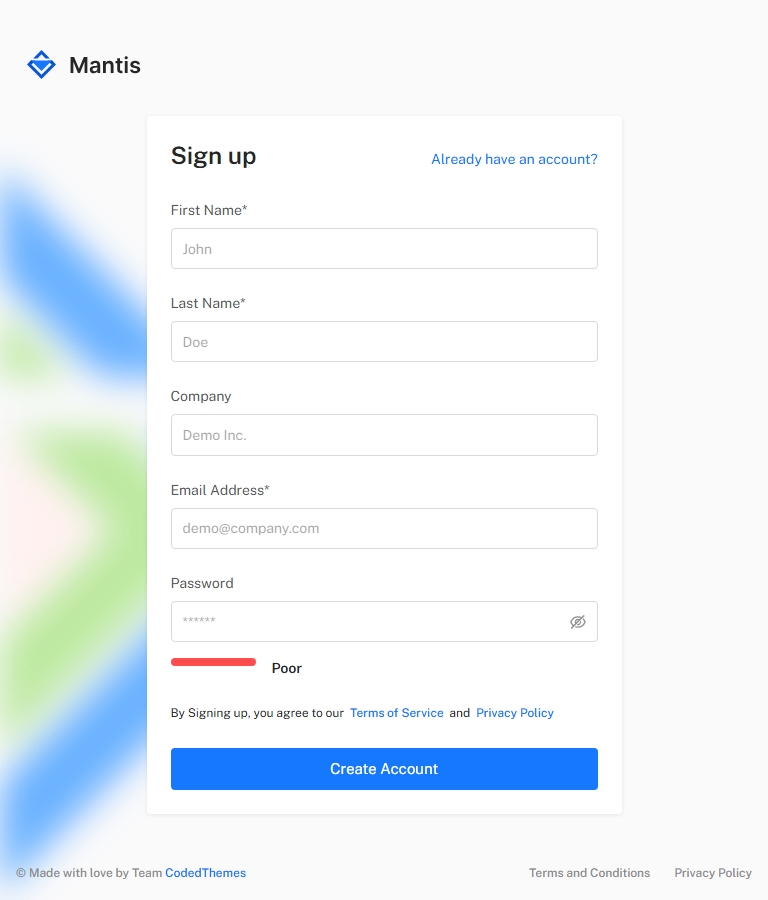 Mantis
Sign up
Already have an account?
First Name*
John
Last Name*
Doe
Company
Demo Inc.
Email Address*
demo@company.com
Password
******
Poor
By Signing up, you agree to our Terms of Service and Privacy Policy
Create Account
© Made with love by Team CodedThemes
Terms and Conditions
Privacy Policy